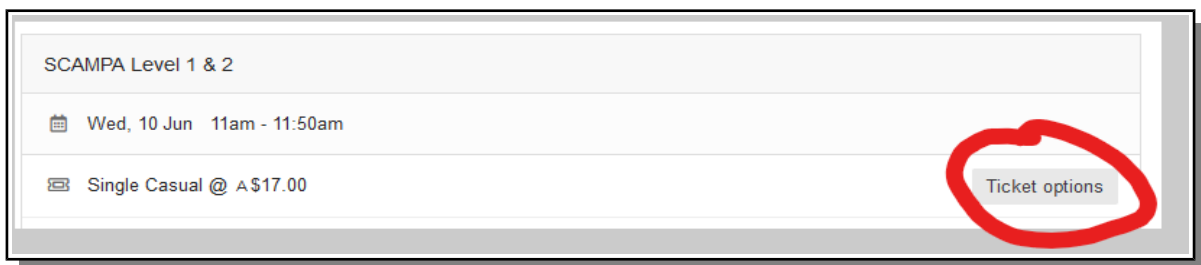 SCAMPA Level 1 & 2
Wed, 10 Jun 11am - 11:50am
Single Casual @ A$17.00 Ticket options